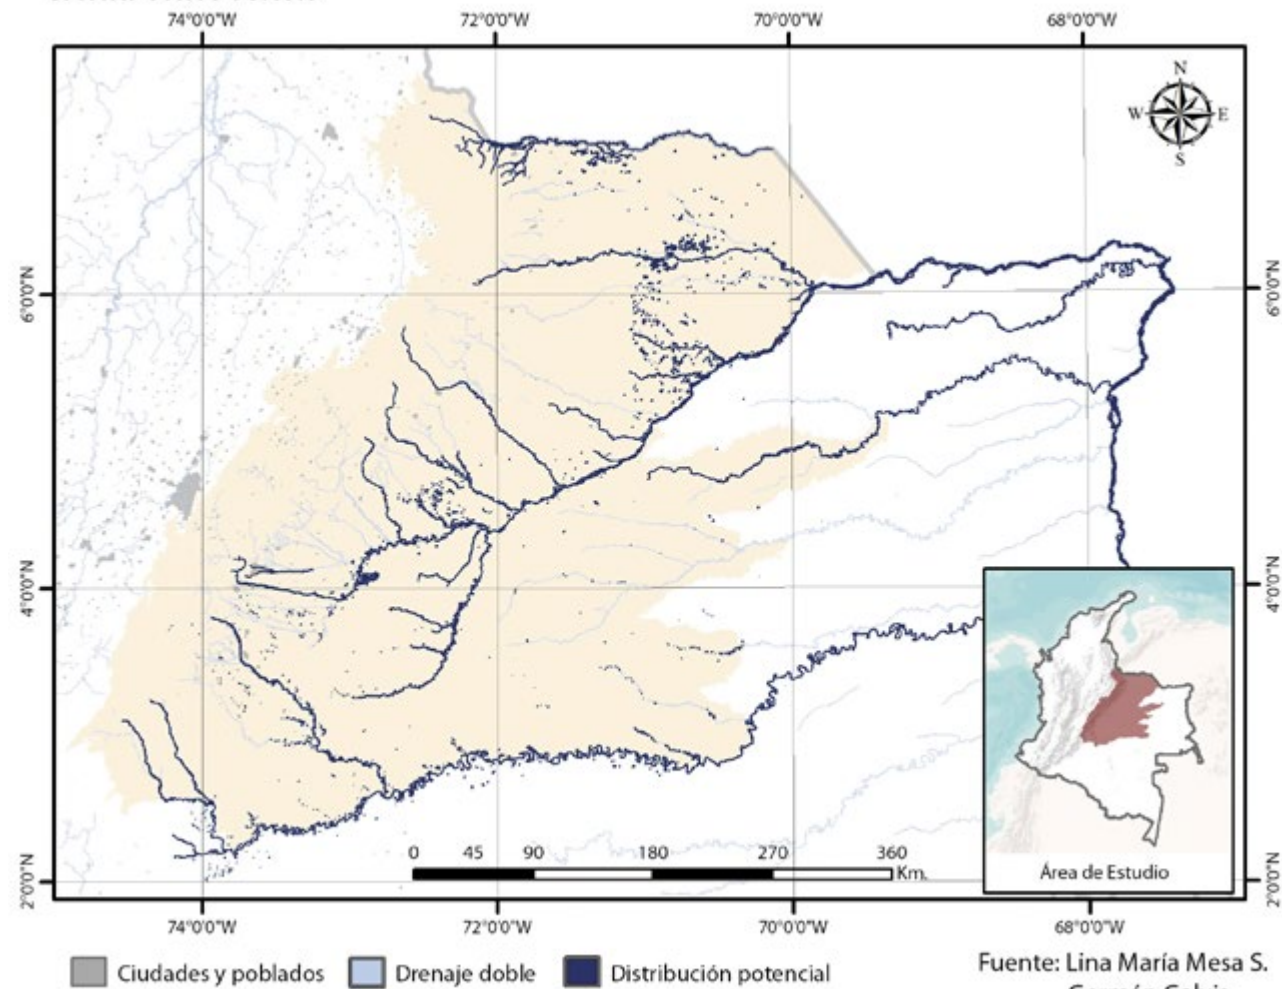 74°0'0"W 72°0'0"W 70°0'0"W 68°0'0"W
N
W E
S
6°0'0"N 6°0'0"N
4°0'0"N 4°0'0"N
0 45 90 180 270 360
Km.
Área de Estudio
2°0'0"N 2°0'0"N
74°0'0"W 72°0'0"W 70°0'0"W 68°0'0"W
Ciudades y poblados Drenaje doble Distribución potencial
Fuente: Lina María Mesa S.